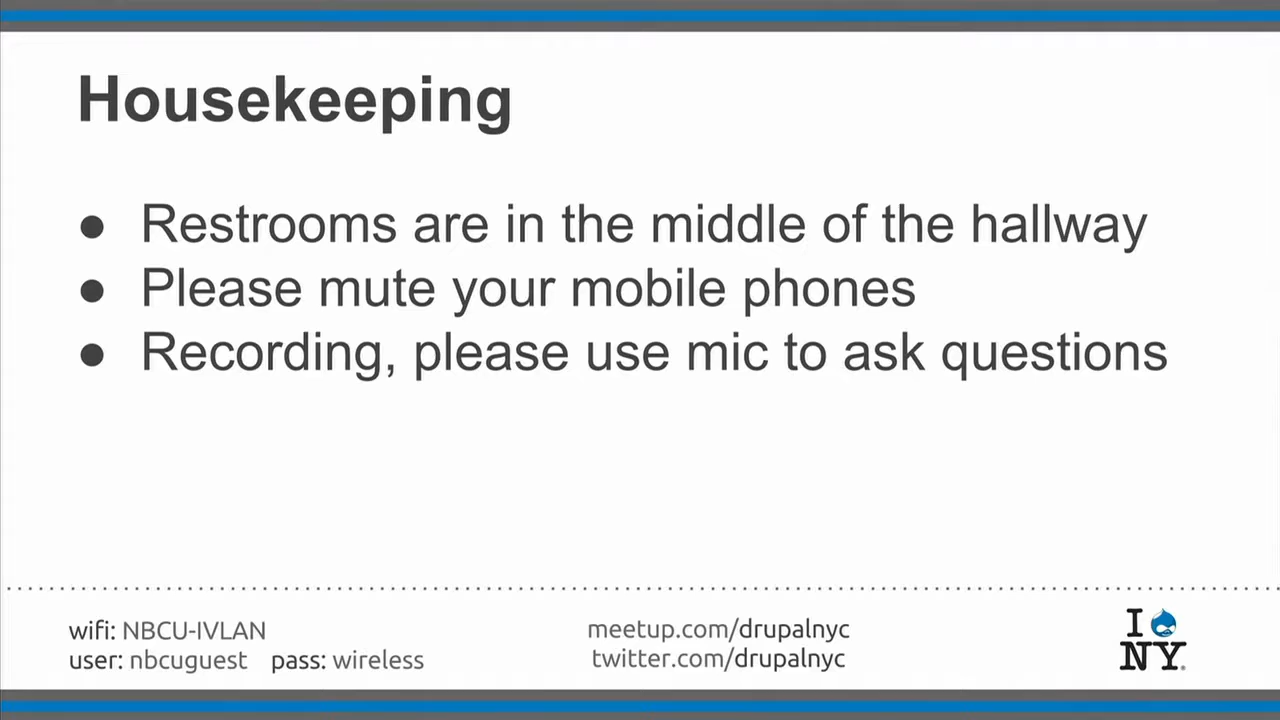 Housekeeping
● Restrooms are in the middle of the hallway
● Please mute your mobile phones
● Recording, please use mic to ask questions
wifi: NBCU-IVLAN
user: nbcuguest pass: wireless
meetup.com/drupalnyc
twitter.com/drupalnyc
I
NY